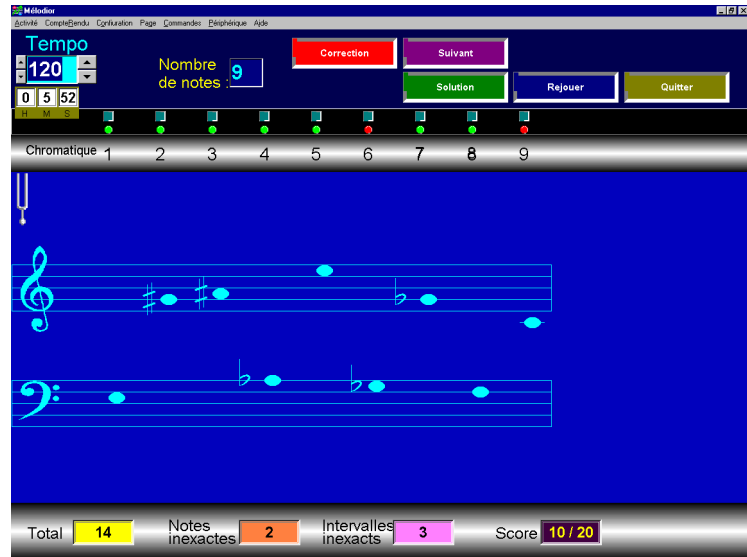 Mélodior
Activité CompteRendu Confiuration Page Commandes Périphérique Aide
Tempo
120
0 5 52
H M S
Nombre
de notes :
9
Correction
Suivant
Solution
Rejouer
Quitter
Chromatique 1 2 3 4 5 6 7 8 9
Total 14
Notes
inexactes 2
Intervalles
inexacts 3
Score 10 / 20